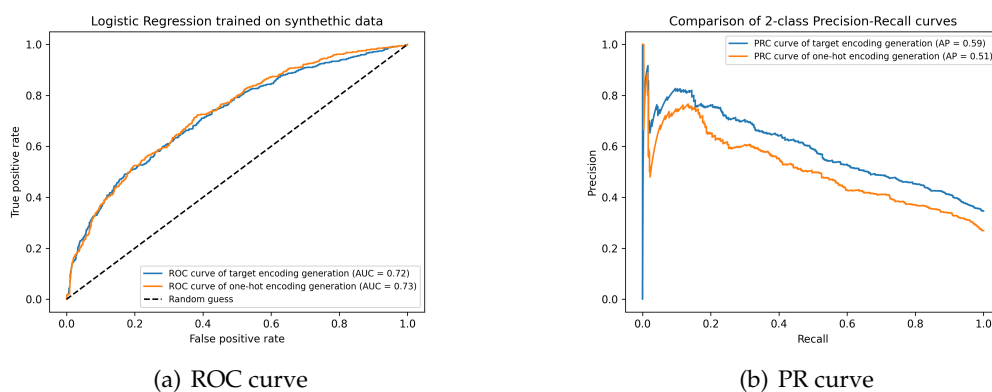 Logistic Regression trained on synthethic data
True positive rate
1.0
0.8
0.6
0.4
0.2
0.0
ROC curve of target encoding generation (AUC = 0.72)
ROC curve of one-hot encoding generation (AUC = 0.73)
Random guess
0.0 0.2 0.4 0.6 0.8 1.0
False positive rate
(a) ROC curve
Comparison of 2-class Precision-Recall curves
PRC curve of target encoding generation (AP = 0.59)
PRC curve of one-hot encoding generation (AP = 0.51)
Precision
1.0
0.8
0.6
0.4
0.2
0.0
0.0 0.2 0.4 0.6 0.8 1.0
Recall
(b) PR curve